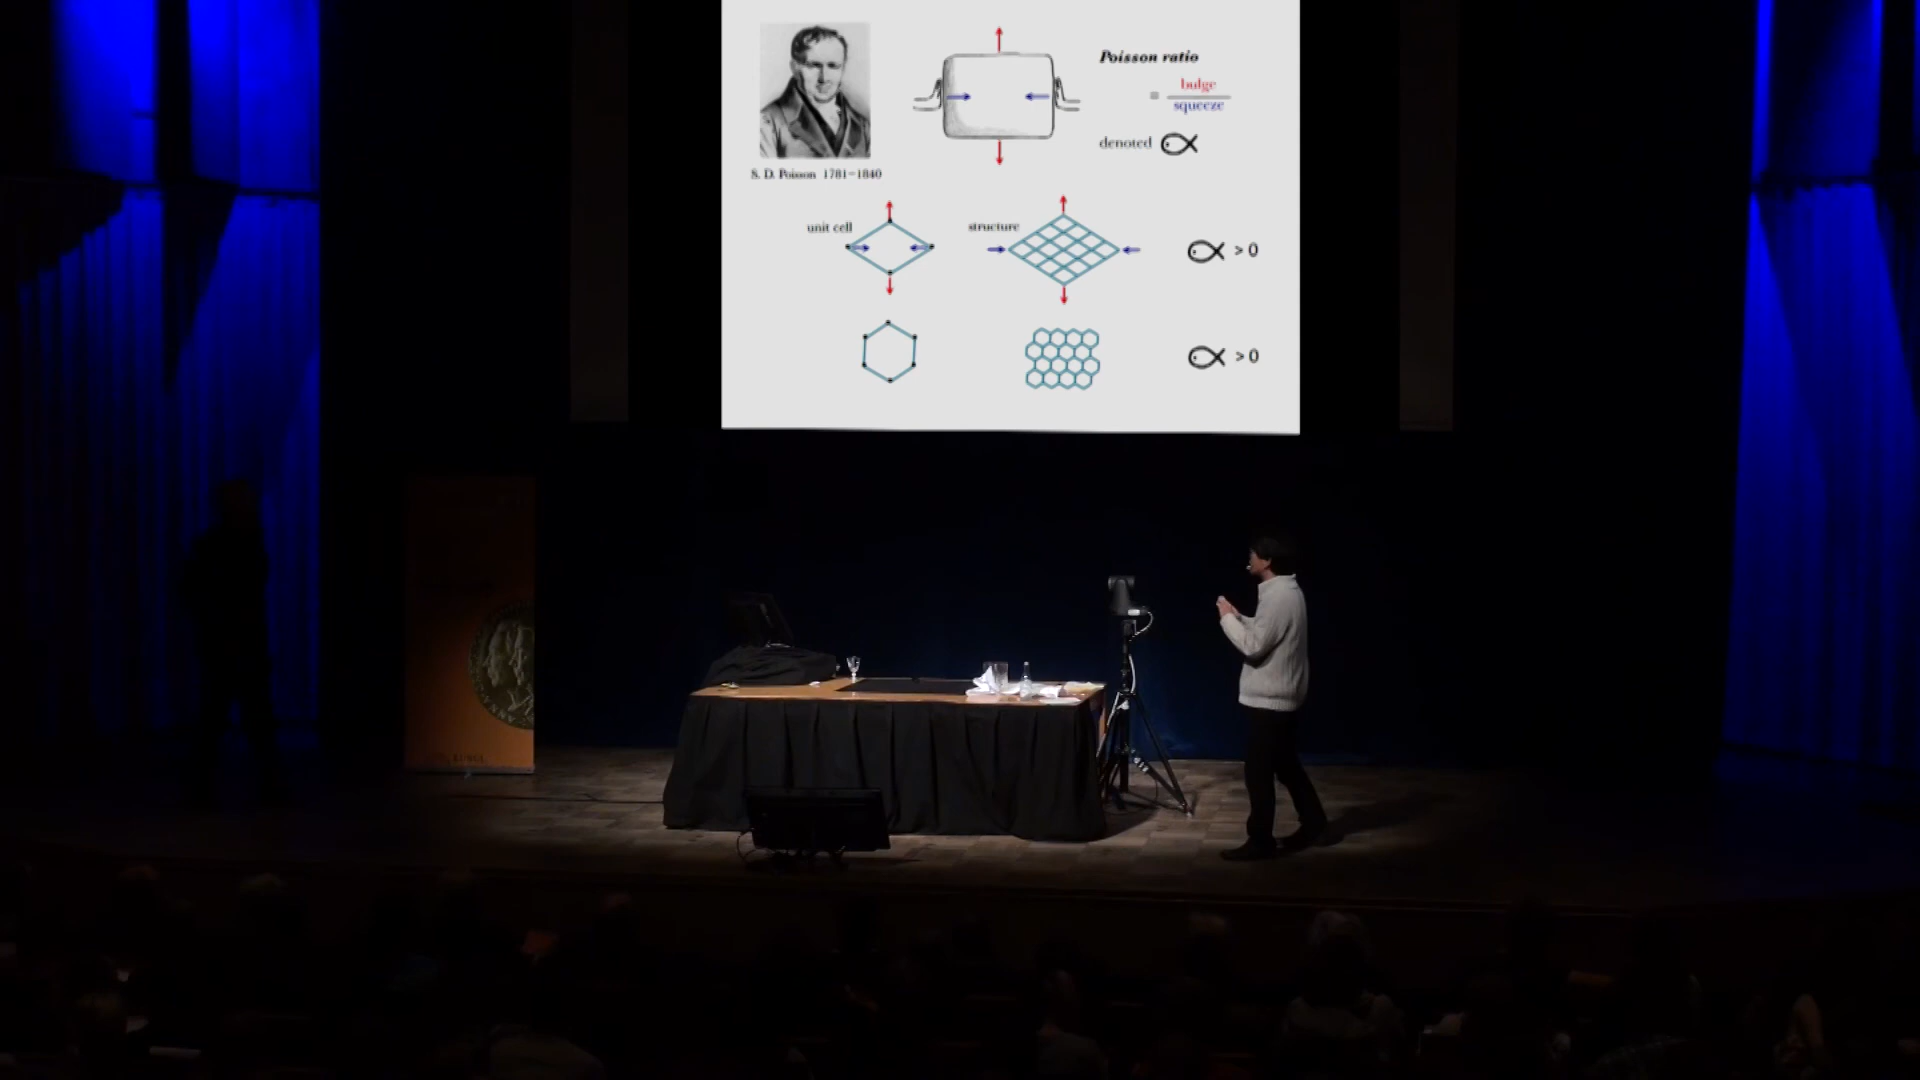 Poisson ratio
= bulge
squeeze
denoted
S. D. Poisson 1781-1840
unit cell
structure
> 0
> 0